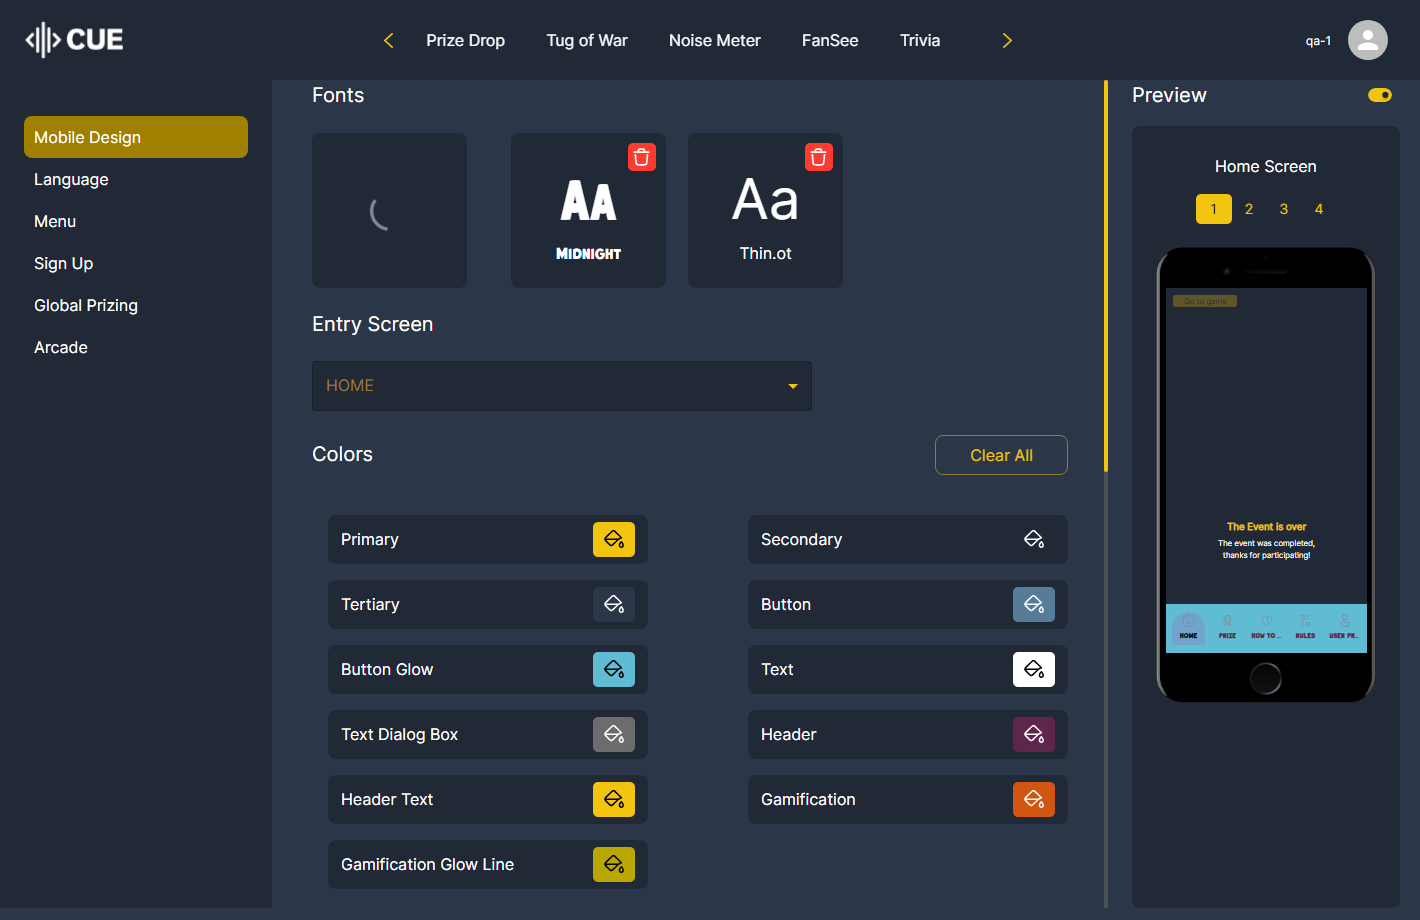 CUE
Prize Drop
Tug of War
Noise Meter
FanSee
Trivia
qa-1
Mobile Design
Language
Menu
Sign Up
Global Prizing
Arcade
Fonts
AA
MIDNIGHT
Aa
Thin.ot
Entry Screen
HOME
Colors
Clear All
Primary
Secondary
Tertiary
Button
Button Glow
Text
Text Dialog Box
Header
Header Text
Gamification
Gamification Glow Line
Preview
Home Screen
1 2 3 4
Go to game
The Event is over
The event was completed,
thanks for participating!
HOME PRIZE HOW TO ... RULES USER PR...